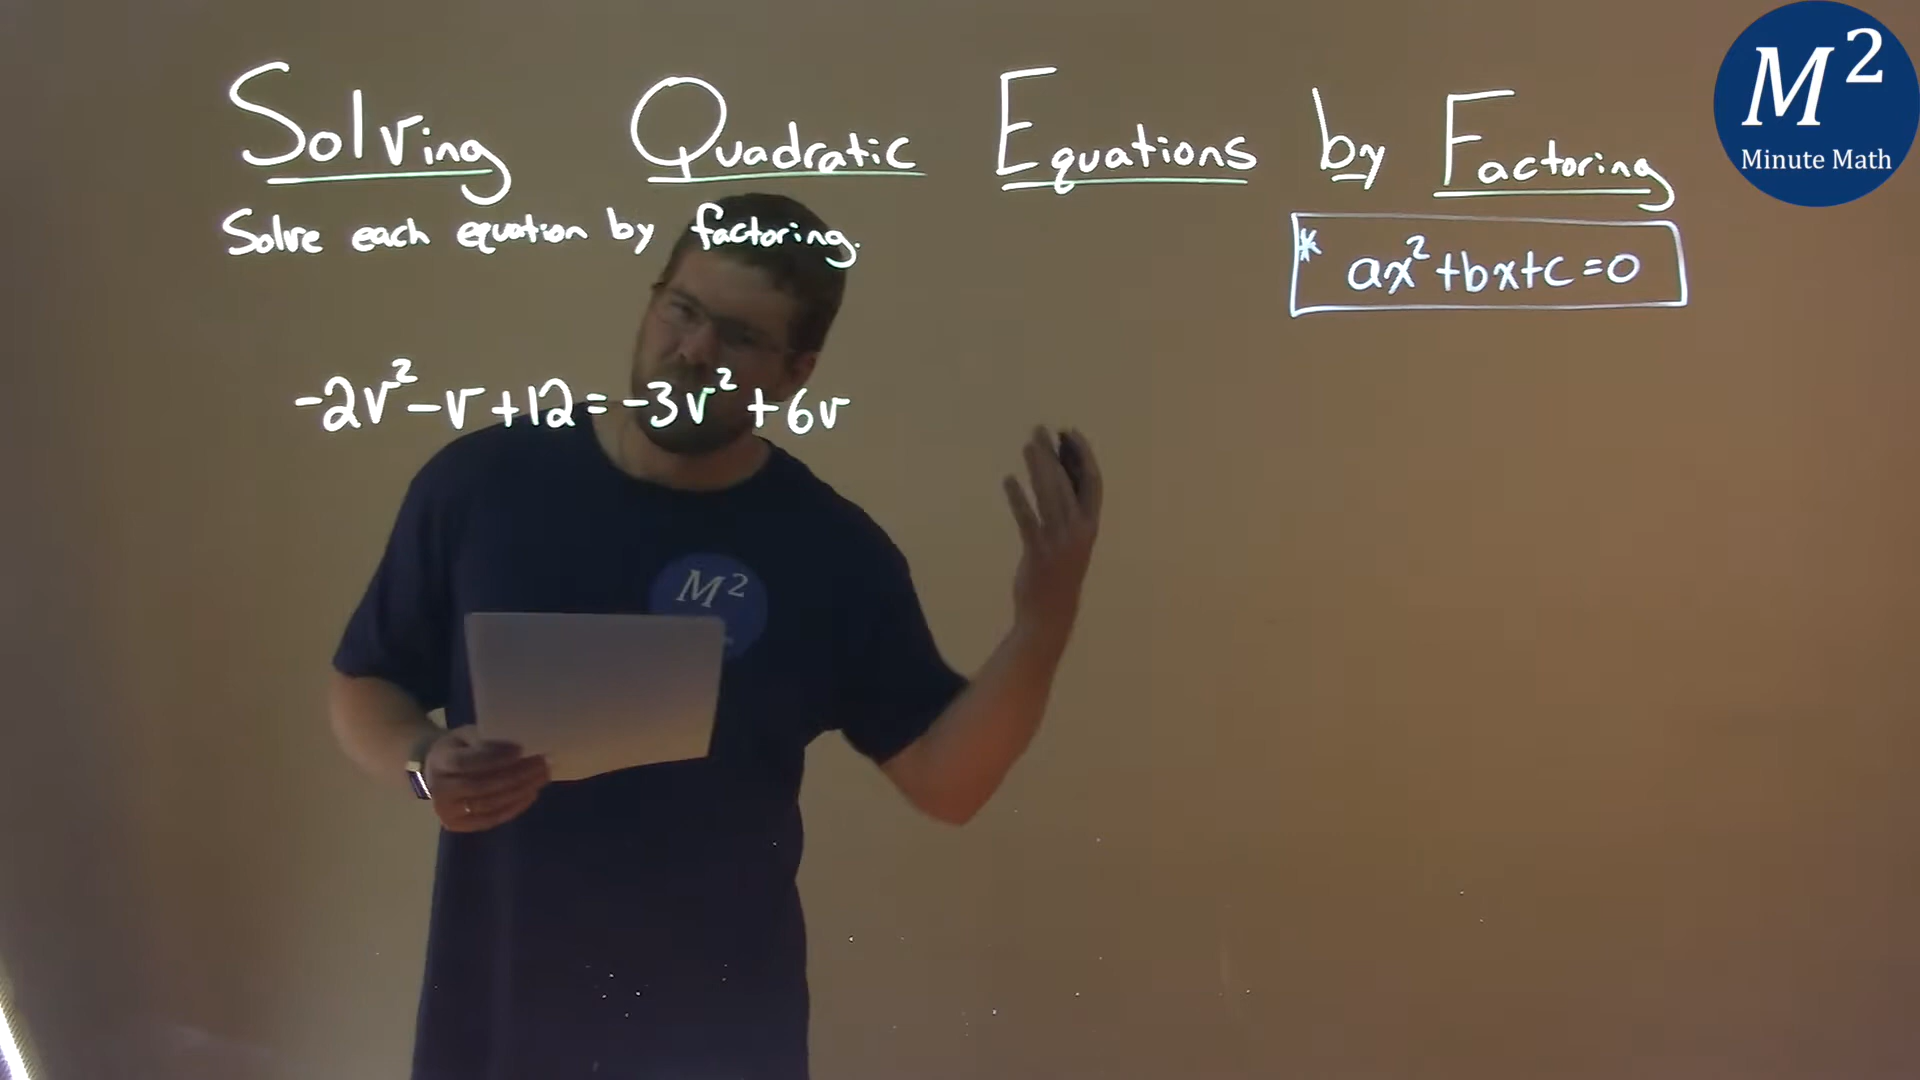 Solving Quadratic Equations by Factoring
Solve each equation by factoring.
* ax²+bx+c=0
-2v²-v+12=-3v²+6v
M²
Minute Math
M²